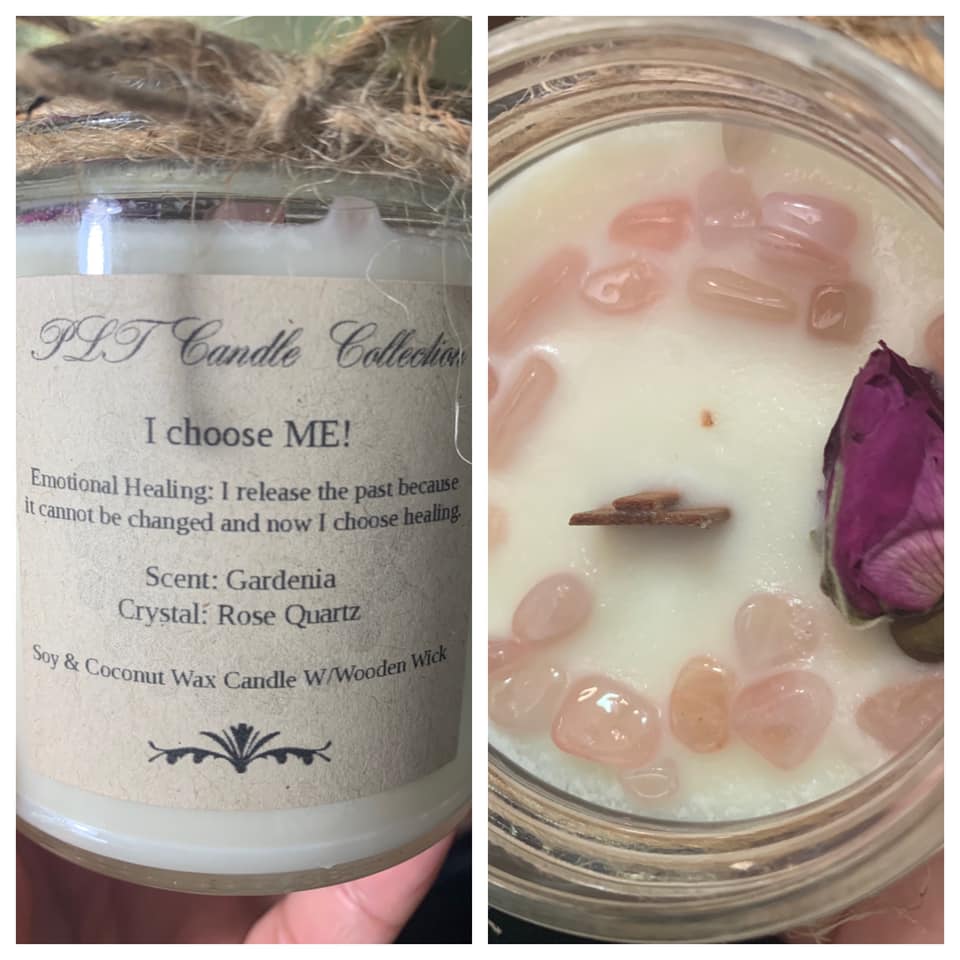 PLT Candle Collection
I choose ME!
Emotional Healing: I release the past because
it cannot be changed and now I choose healing.
Scent: Gardenia
Crystal: Rose Quartz
Soy & Coconut Wax Candle W/Wooden Wick